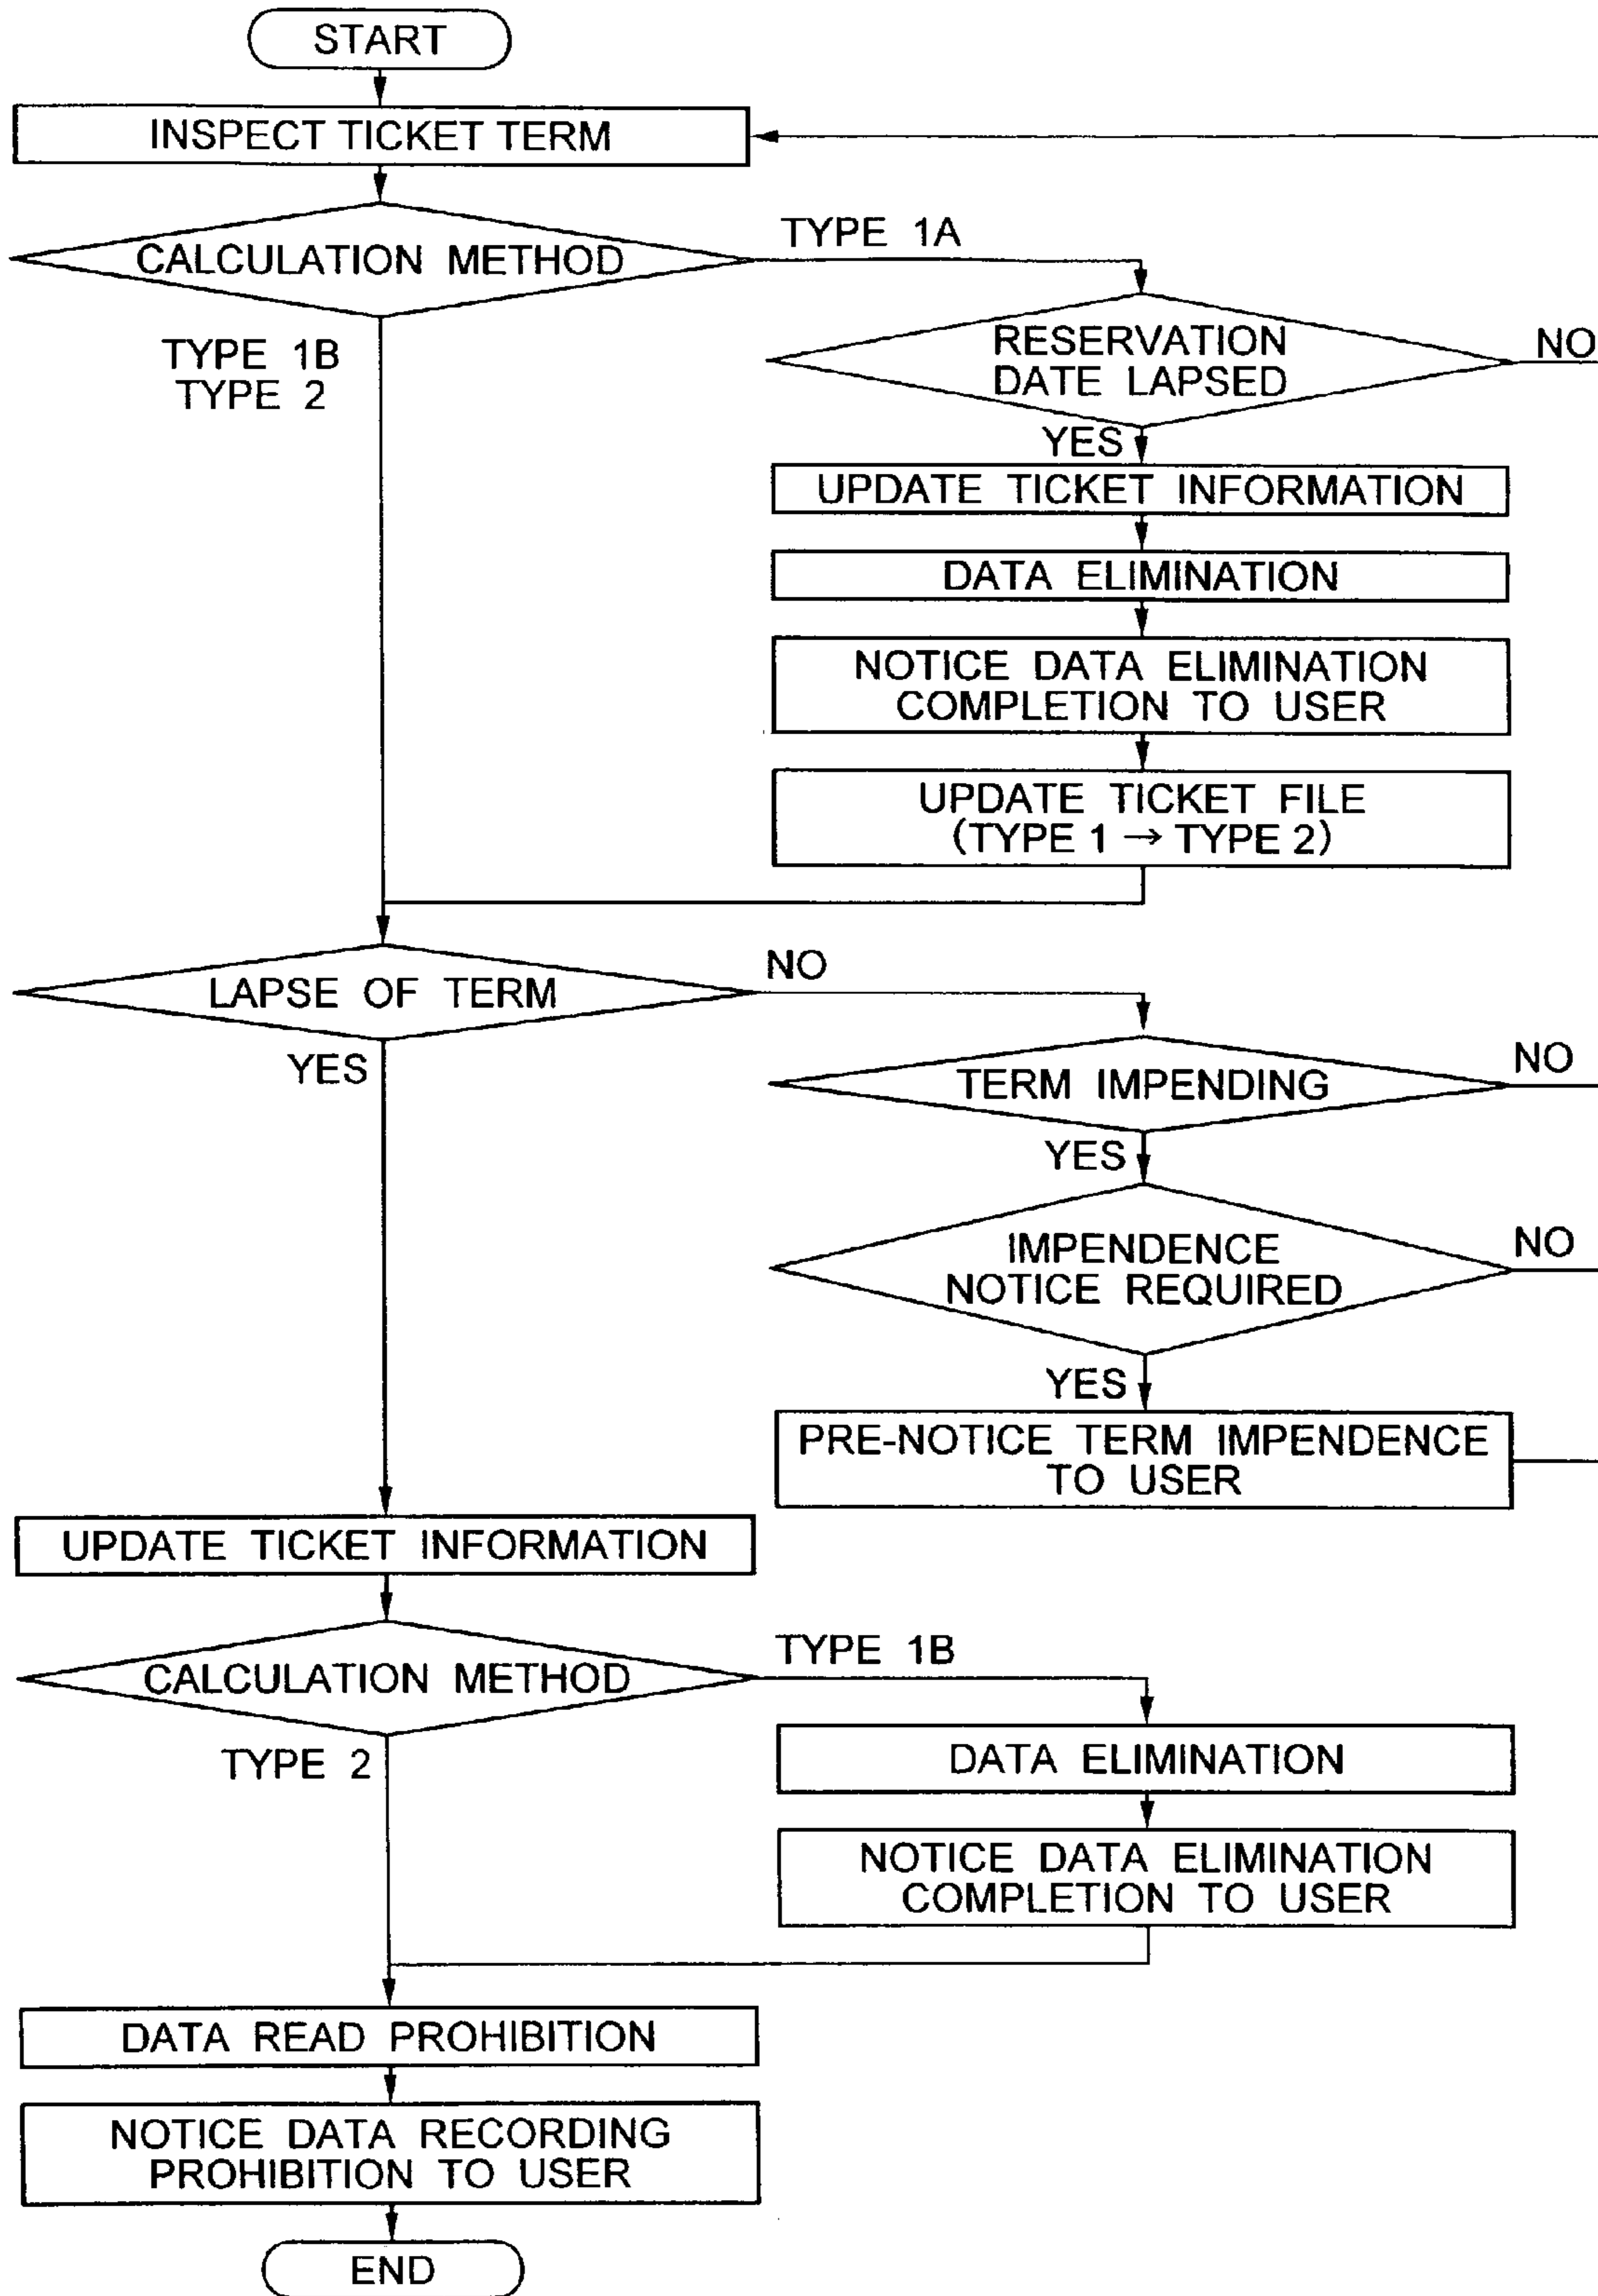 START
INSPECT TICKET TERM
CALCULATION METHOD
TYPE 1A
TYPE 1B
TYPE 2
RESERVATION
DATE LAPSED
NO
YES
UPDATE TICKET INFORMATION
DATA ELIMINATION
NOTICE DATA ELIMINATION
COMPLETION TO USER
UPDATE TICKET FILE
(TYPE 1 → TYPE 2)
LAPSE OF TERM
NO
YES
TERM IMPENDING
NO
YES
IMPENDENCE
NOTICE REQUIRED
NO
YES
PRE-NOTICE TERM IMPENDENCE
TO USER
UPDATE TICKET INFORMATION
CALCULATION METHOD
TYPE 1B
TYPE 2
DATA ELIMINATION
NOTICE DATA ELIMINATION
COMPLETION TO USER
DATA READ PROHIBITION
NOTICE DATA RECORDING
PROHIBITION TO USER
END